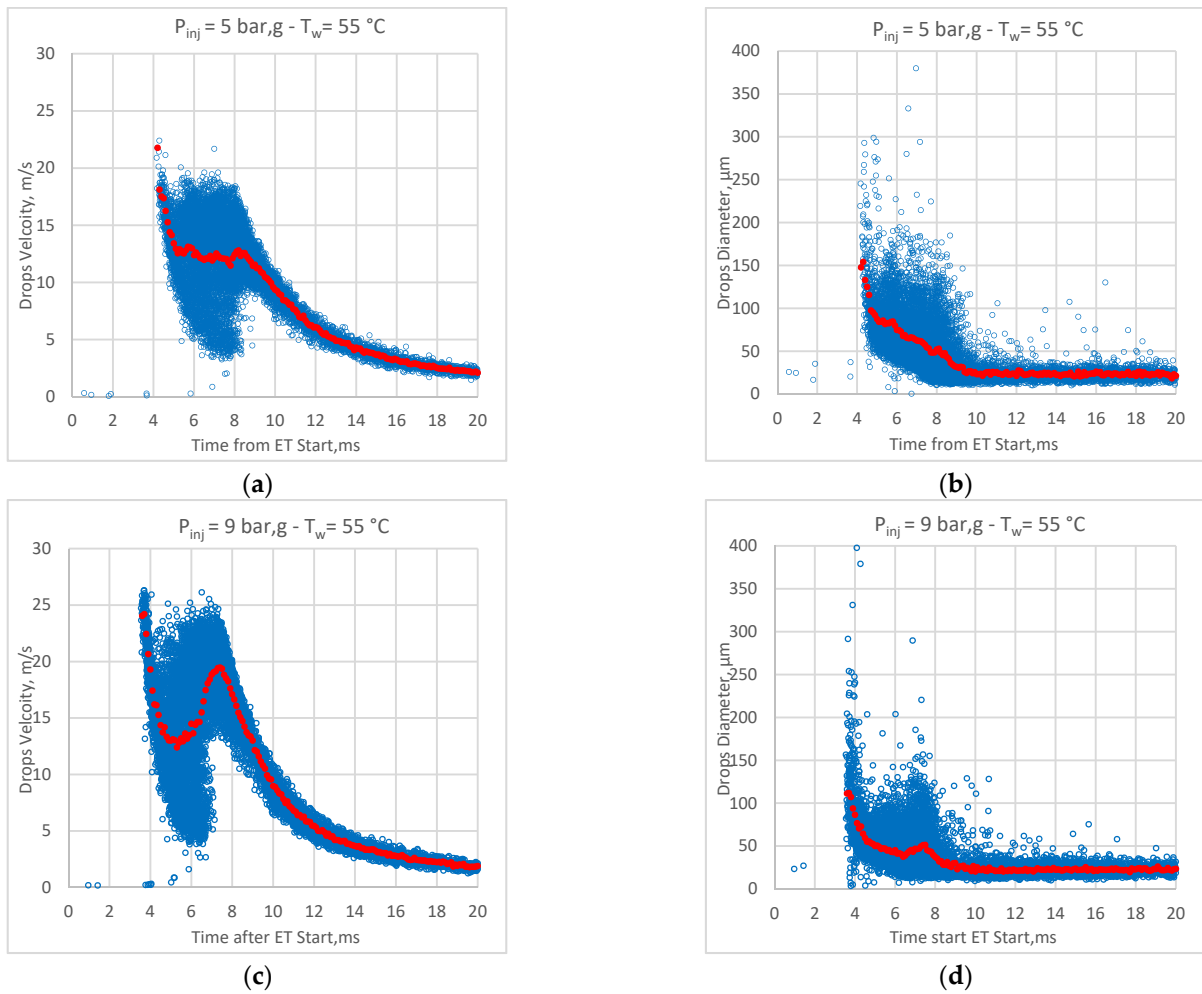 P_inj = 5 bar,g - T_w= 55 °C
30
25
20
15
10
5
0
Drops Velcoity, m/s
0 2 4 6 8 10 12 14 16 18 20
Time from ET Start,ms
(a)
P_inj = 5 bar,g - T_w= 55 °C
400
350
300
250
200
150
100
50
0
Drops Diameter, µm
0 2 4 6 8 10 12 14 16 18 20
Time from ET Start,ms
(b)
P_inj = 9 bar,g - T_w= 55 °C
30
25
20
15
10
5
0
Drops Velcoity, m/s
0 2 4 6 8 10 12 14 16 18 20
Time after ET Start,ms
(c)
P_inj = 9 bar,g - T_w= 55 °C
400
350
300
250
200
150
100
50
0
Drops Diameter, µm
0 2 4 6 8 10 12 14 16 18 20
Time start ET Start,ms
(d)